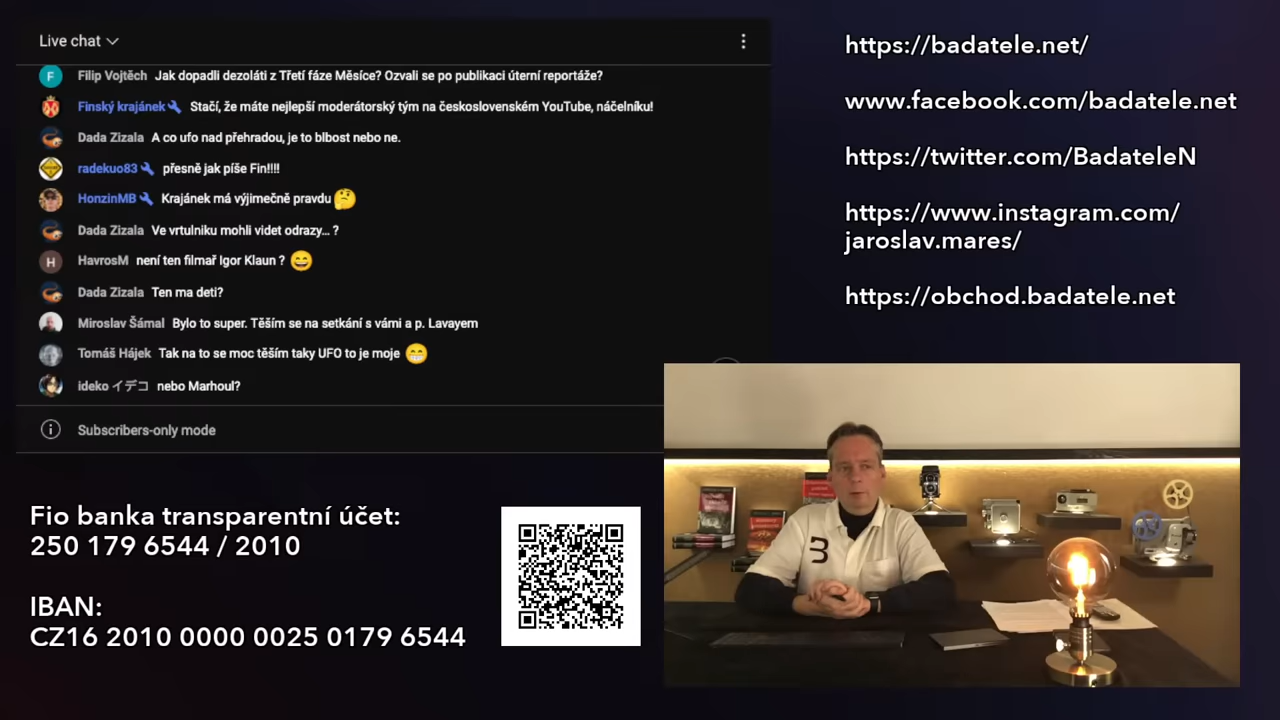 Live chat
F Filip Vojtěch Jak dopadli dezoláti z Třetí fáze Měsíce? Ozvali se po publikaci úterní reportáže?
Finský krajánek Stačí, že máte nejlepší moderátorský tým na československém YouTube, náčelníku!
Dada Zizala A co ufo nad přehradou, je to blbost nebo ne.
radekuo83 přesně jak píše Fin!!!!
HonzinMB Krajánek má výjimečně pravdu 🤔
Dada Zizala Ve vrtulniku mohli videt odrazy... ?
H HavrosM není ten filmař Igor Klaun ? 😄
Dada Zizala Ten ma deti?
Miroslav Šámal Bylo to super. Těším se na setkání s vámi a p. Lavayem
Tomáš Hájek Tak na to se moc těším taky UFO to je moje 😁
ideko イデコ nebo Marhoul?
Subscribers-only mode
https://badatele.net/
www.facebook.com/badatele.net
https://twitter.com/BadateleN
https://www.instagram.com/
jaroslav.mares/
https://obchod.badatele.net
Fio banka transparentní účet:
250 179 6544 / 2010
IBAN:
CZ16 2010 0000 0025 0179 6544